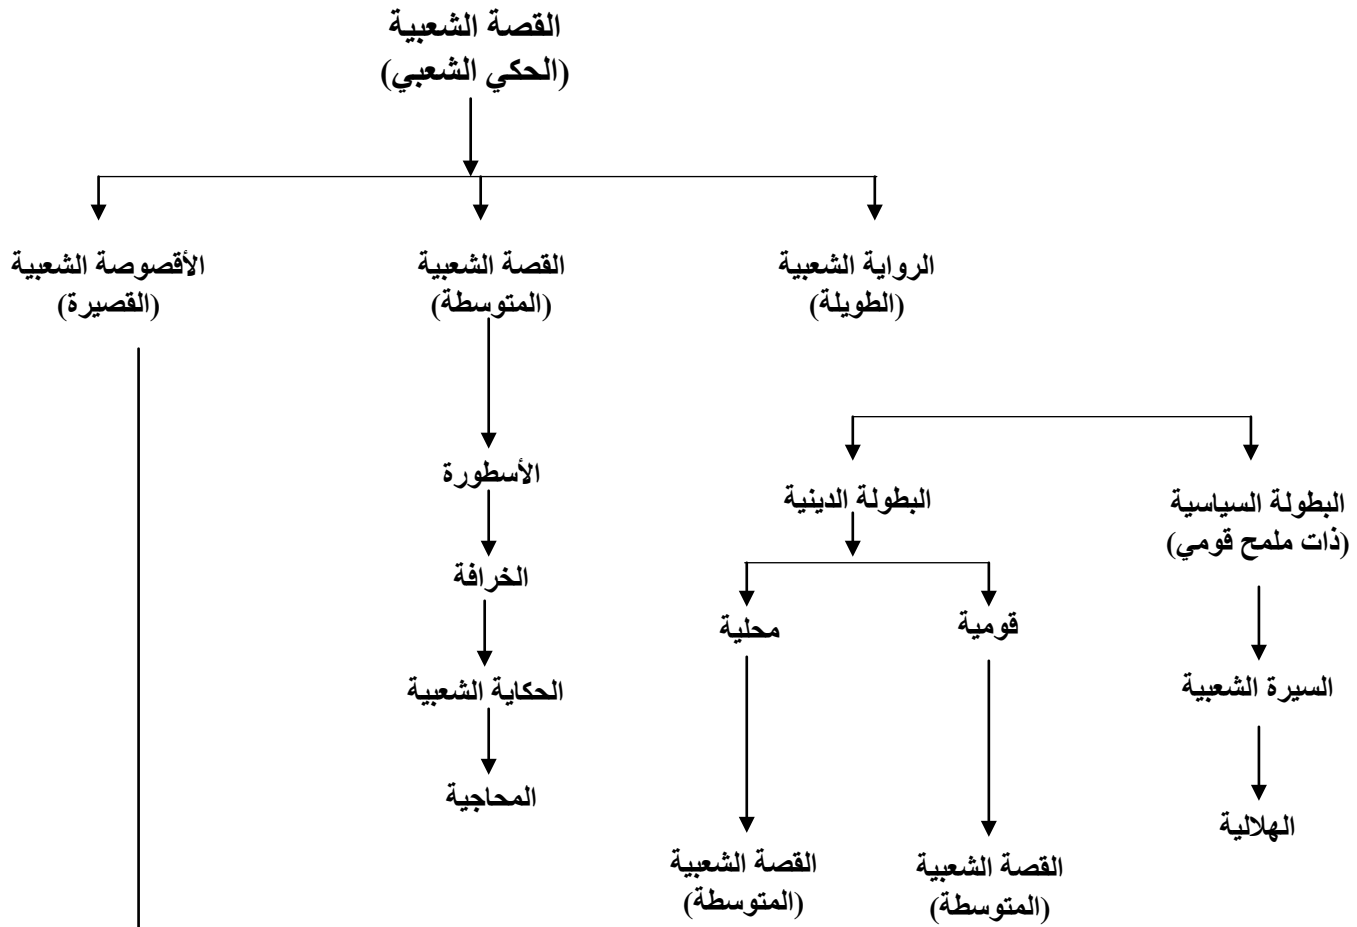 القصة الشعبية
(الحكي الشعبي)
الرواية الشعبية
(الطويلة)
القصة الشعبية
(المتوسطة)
الأقصوصة الشعبية
(القصيرة)
البطولة السياسية
(ذات ملمح قومي)
البطولة الدينية
الأسطورة
الخرافة
قومية
محلية
السيرة الشعبية
الحكاية الشعبية
المحاجية
الهلالية
القصة الشعبية
(المتوسطة)
القصة الشعبية
(المتوسطة)